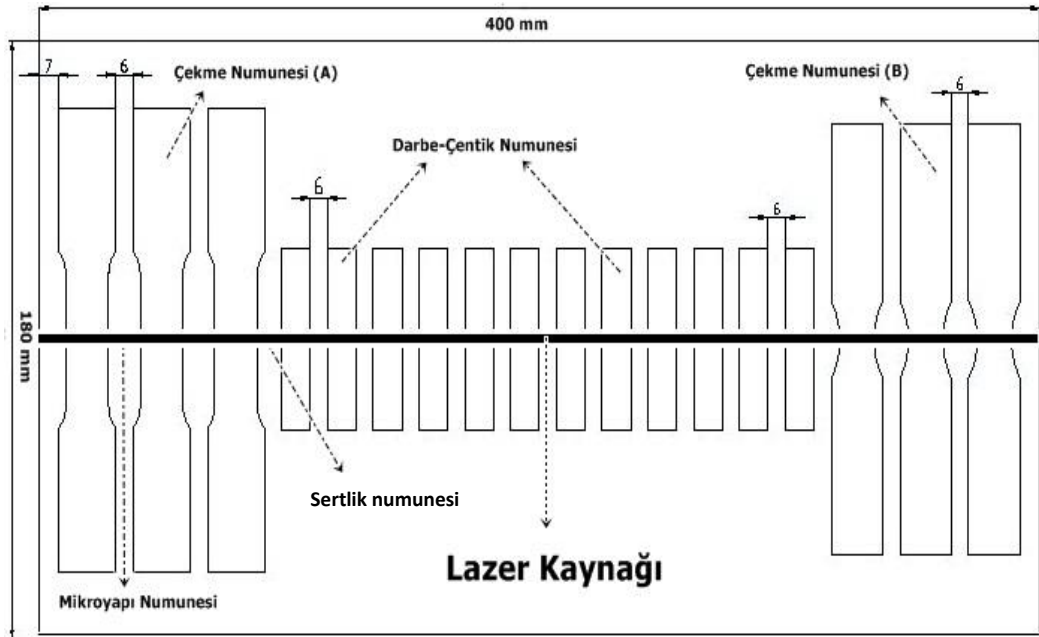 400 mm
7
6
Çekme Numunesi (A)
Çekme Numunesi (B)
6
Darbe-Çentik Numunesi
6
6
180 mm
Sertlik numunesi
Lazer Kaynağı
Mikroyapı Numunesi